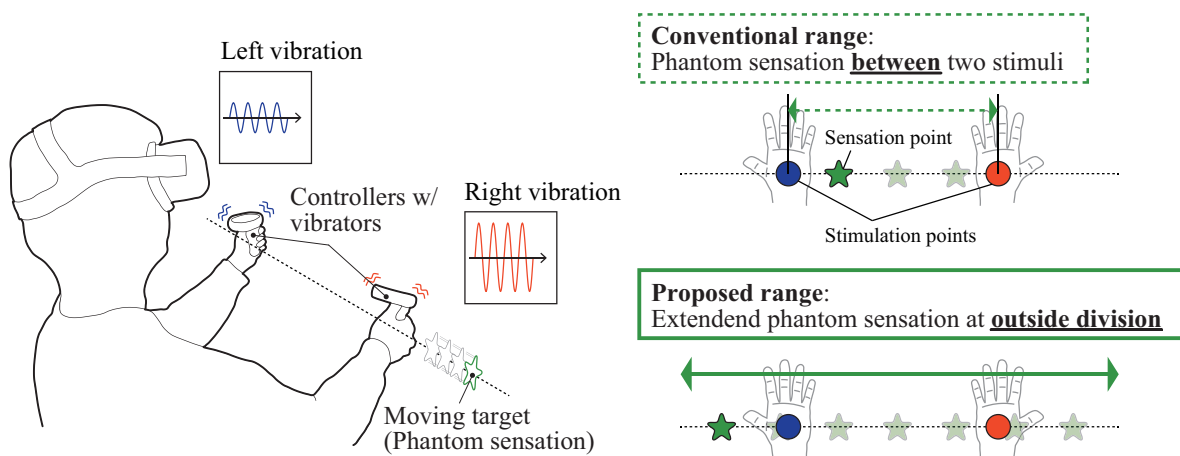 Left vibration
Controllers w/
vibrators
Right vibration
Moving target
(Phantom sensation)
Conventional range:
Phantom sensation between two stimuli
Sensation point
Stimulation points
Proposed range:
Extendend phantom sensation at outside division